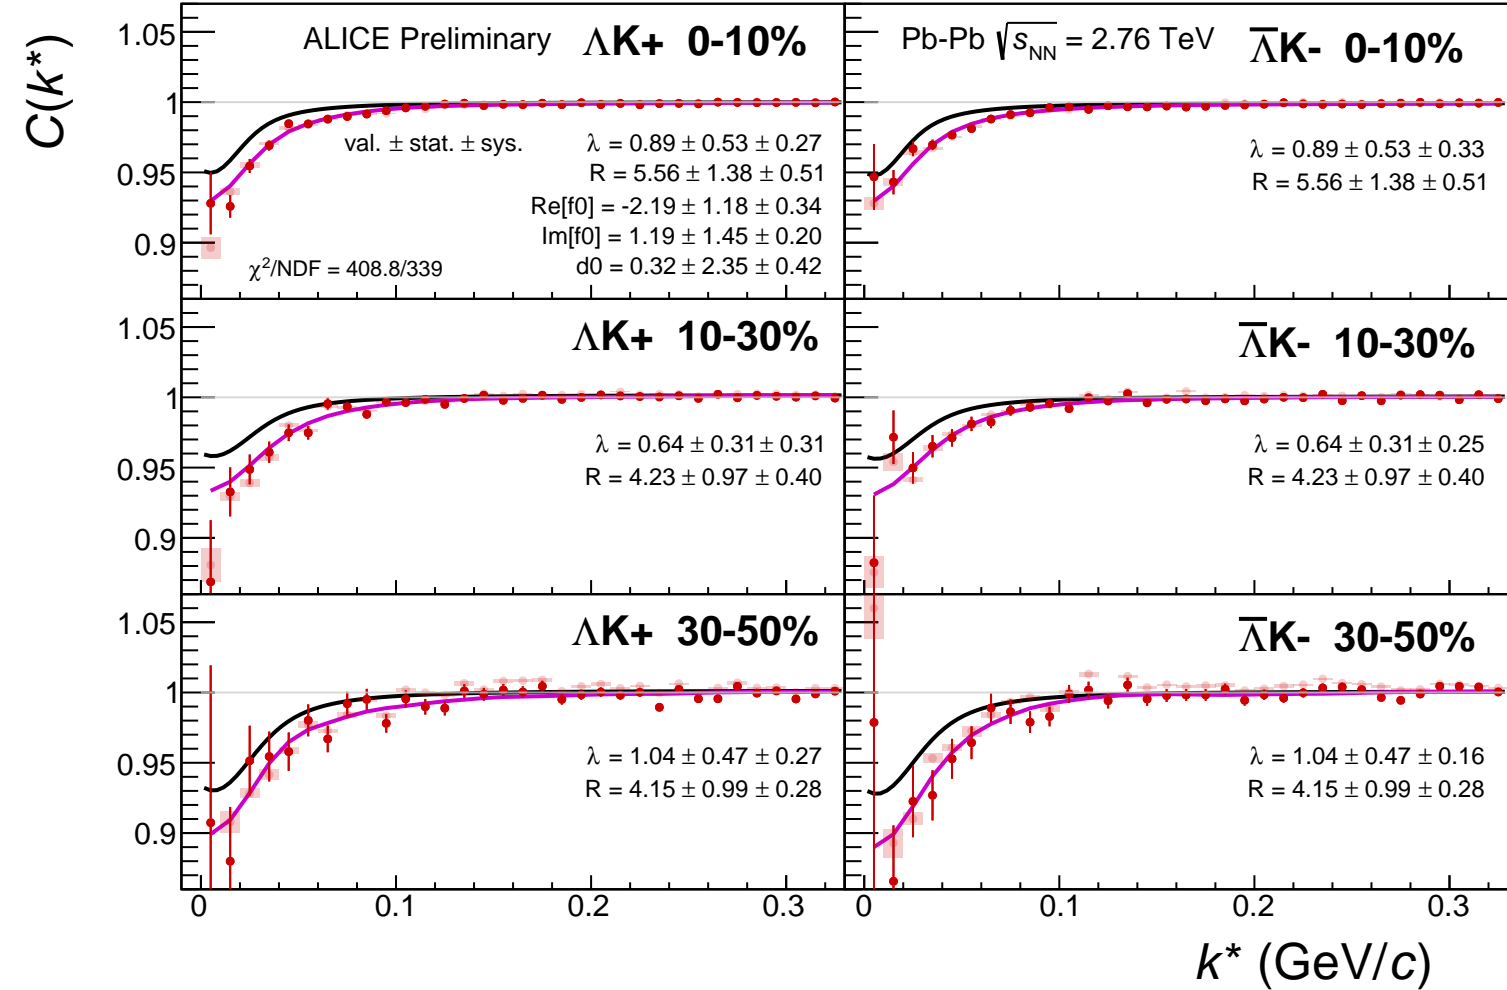 C(k*)
1.05
1
0.95
0.9
ALICE Preliminary ΛK+ 0-10%
val. ± stat. ± sys.
λ = 0.89 ± 0.53 ± 0.27
R = 5.56 ± 1.38 ± 0.51
Re[f0] = -2.19 ± 1.18 ± 0.34
Im[f0] = 1.19 ± 1.45 ± 0.20
d0 = 0.32 ± 2.35 ± 0.42
χ²/NDF = 408.8/339
Pb-Pb √sNN = 2.76 TeV Λ̅K- 0-10%
λ = 0.89 ± 0.53 ± 0.33
R = 5.56 ± 1.38 ± 0.51
1.05
1
0.95
0.9
ΛK+ 10-30%
λ = 0.64 ± 0.31 ± 0.31
R = 4.23 ± 0.97 ± 0.40
Λ̅K- 10-30%
λ = 0.64 ± 0.31 ± 0.25
R = 4.23 ± 0.97 ± 0.40
1.05
1
0.95
0.9
ΛK+ 30-50%
λ = 1.04 ± 0.47 ± 0.27
R = 4.15 ± 0.99 ± 0.28
Λ̅K- 30-50%
λ = 1.04 ± 0.47 ± 0.16
R = 4.15 ± 0.99 ± 0.28
0 0.1 0.2 0.3
0 0.1 0.2 0.3
k* (GeV/c)